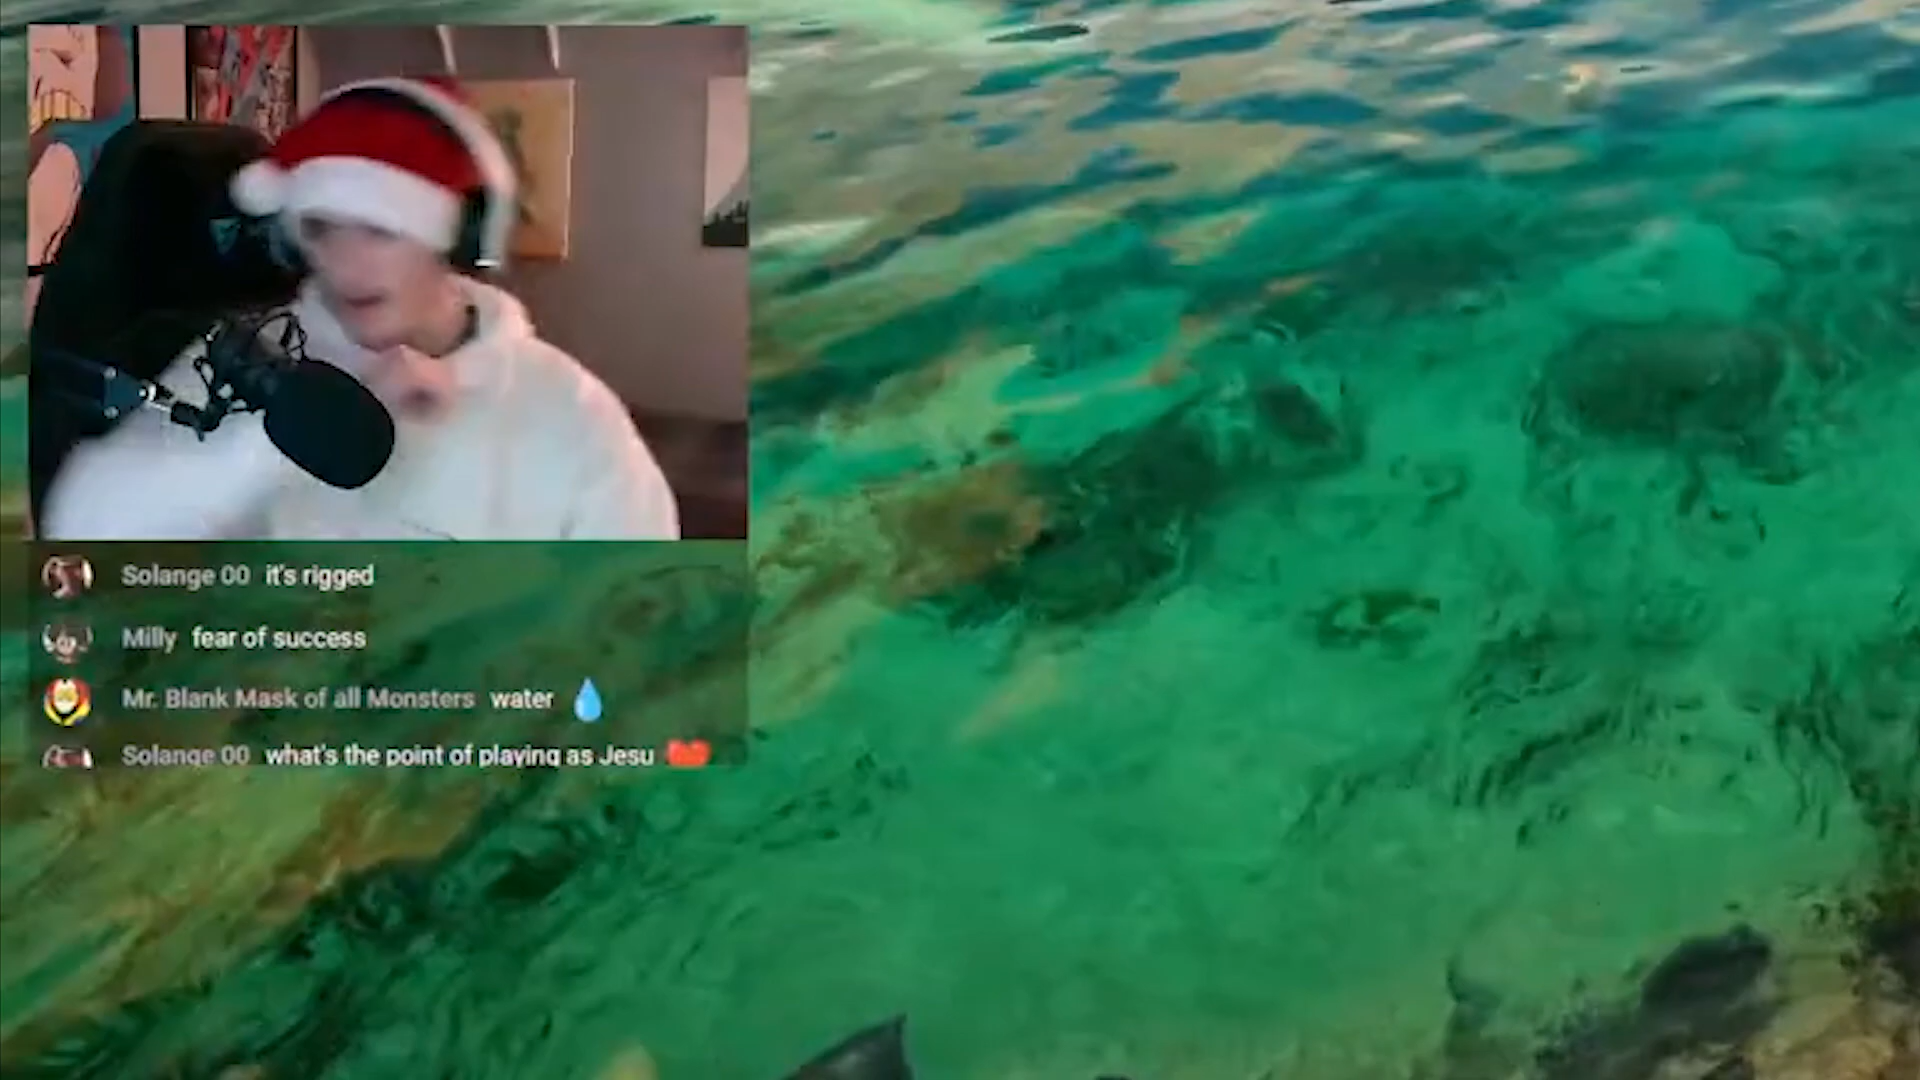 Solange 00 it's rigged
Milly fear of success
Mr. Blank Mask of all Monsters water
Solange 00 what's the point of playing as Jesu